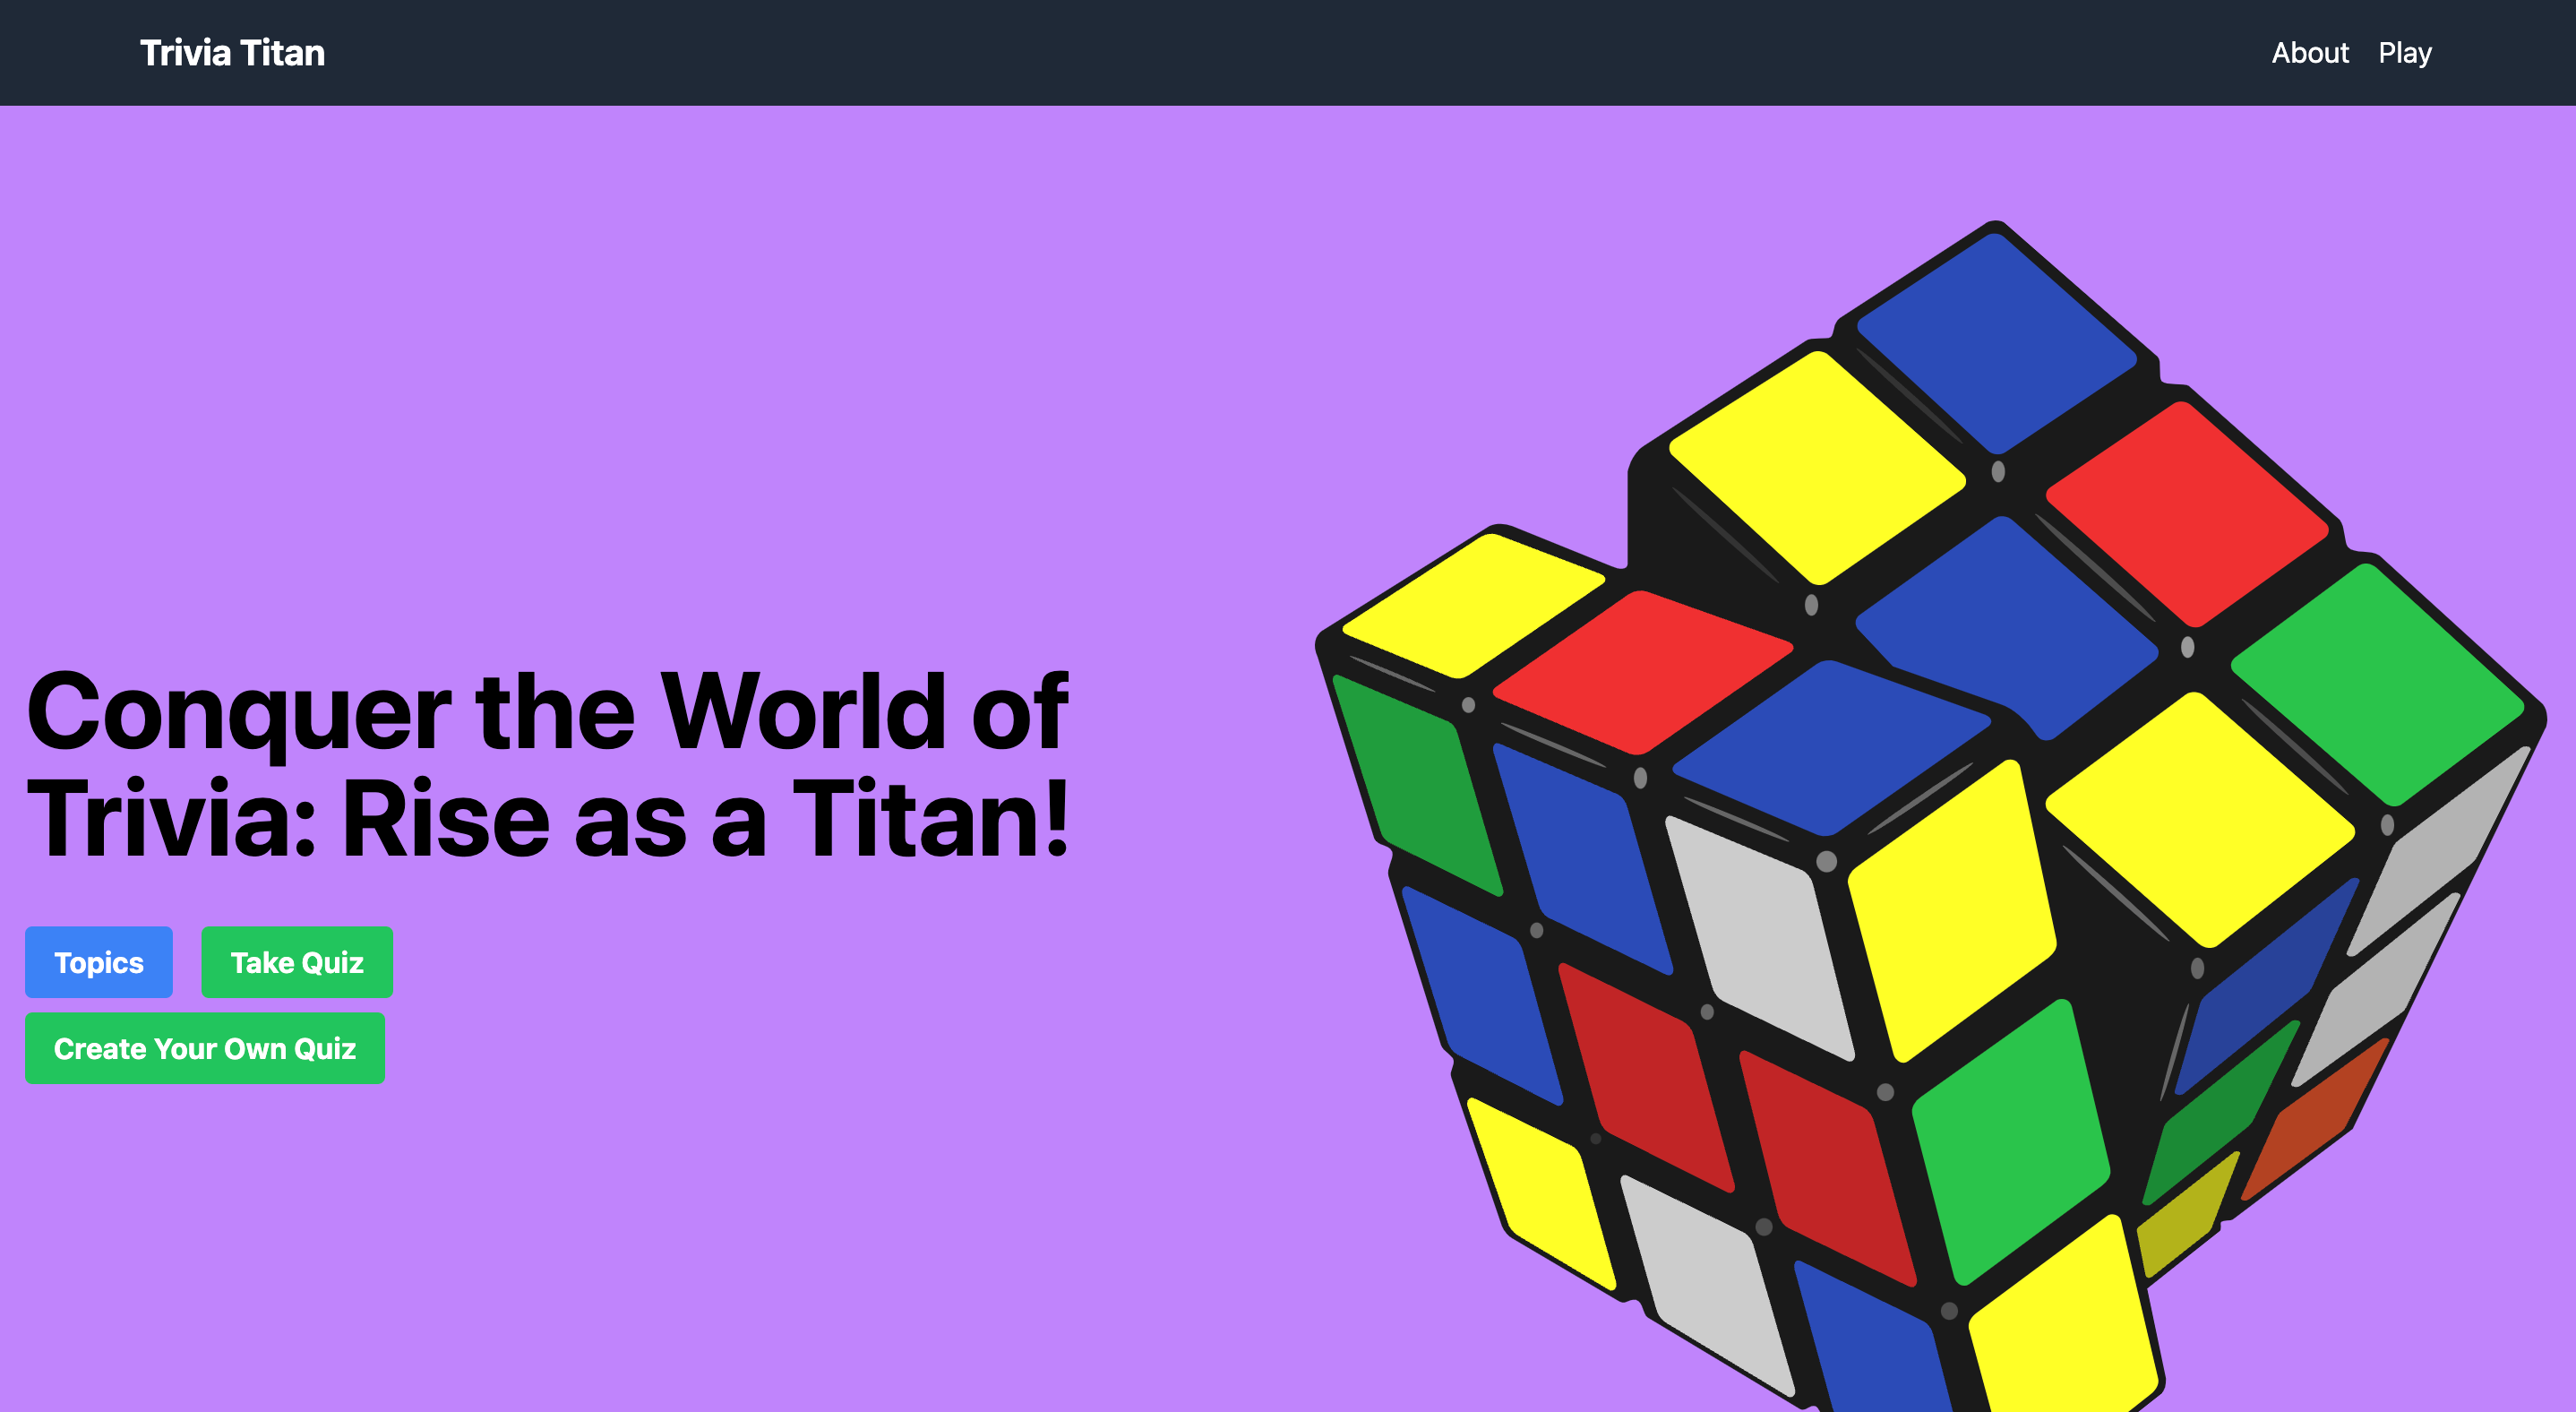 Trivia Titan
About Play
Conquer the World of
Trivia: Rise as a Titan!
Topics
Take Quiz
Create Your Own Quiz